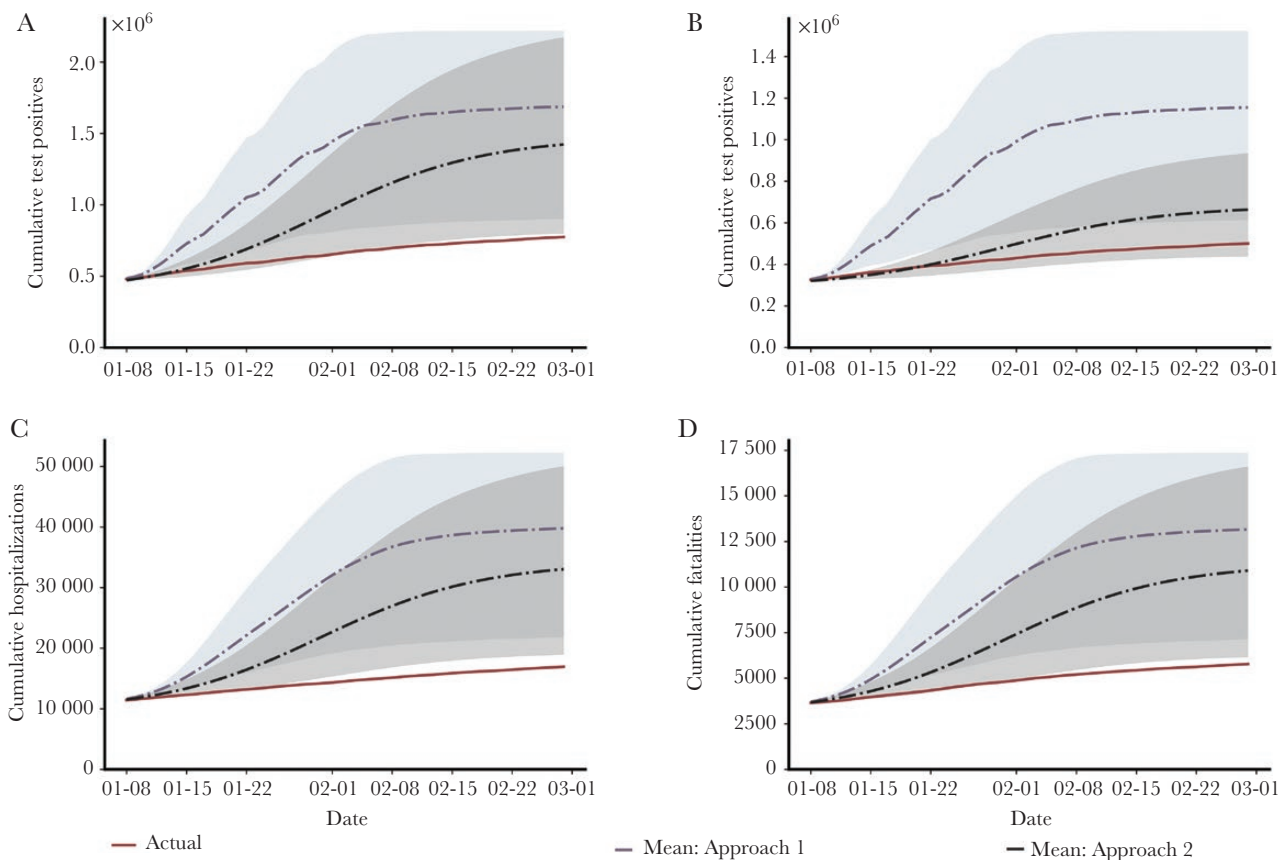 A
×10⁶
Cumulative test positives
2.0
1.5
1.0
0.5
0.0
01-08 01-15 01-22 02-01 02-08 02-15 02-22 03-01
B
×10⁶
Cumulative test positives
1.4
1.2
1.0
0.8
0.6
0.4
0.2
0.0
01-08 01-15 01-22 02-01 02-08 02-15 02-22 03-01
C
Cumulative hospitalizations
50 000
40 000
30 000
20 000
10 000
0
01-08 01-15 01-22 02-01 02-08 02-15 02-22 03-01
Date
D
Cumulative fatalities
17 500
15 000
12 500
10 000
7500
5000
2500
0
01-08 01-15 01-22 02-01 02-08 02-15 02-22 03-01
Date
Actual
Mean: Approach 1
Mean: Approach 2